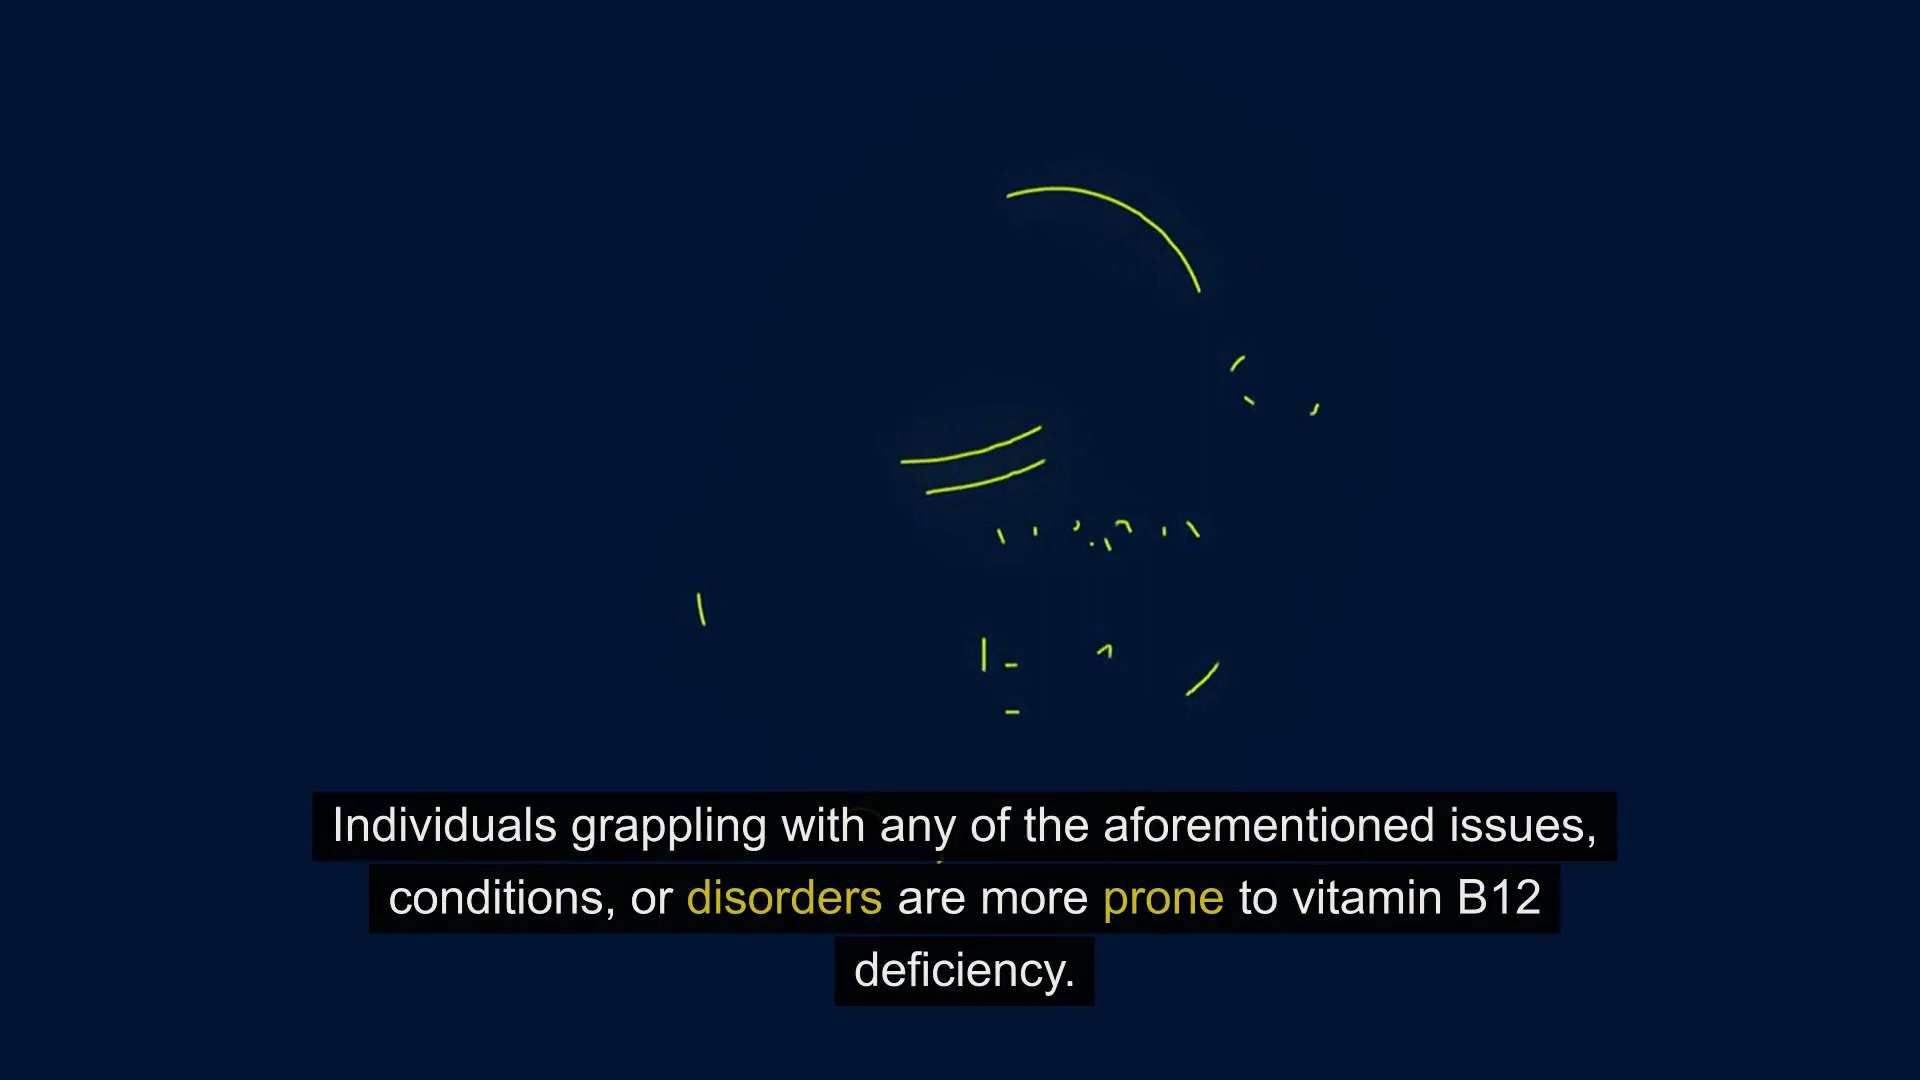 Individuals grappling with any of the aforementioned issues,
conditions, or disorders are more prone to vitamin B12
deficiency.